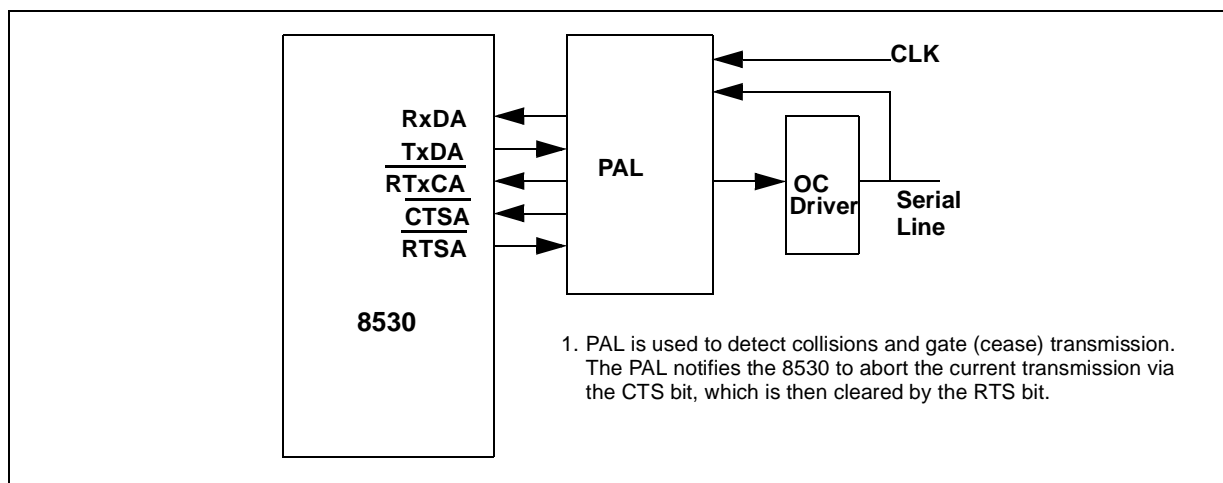 CLK
RxDA
TxDA
RTxCA
CTSA
RTSA
PAL
OC
Driver
Serial
Line
8530
1. PAL is used to detect collisions and gate (cease) transmission.
The PAL notifies the 8530 to abort the current transmission via
the CTS bit, which is then cleared by the RTS bit.